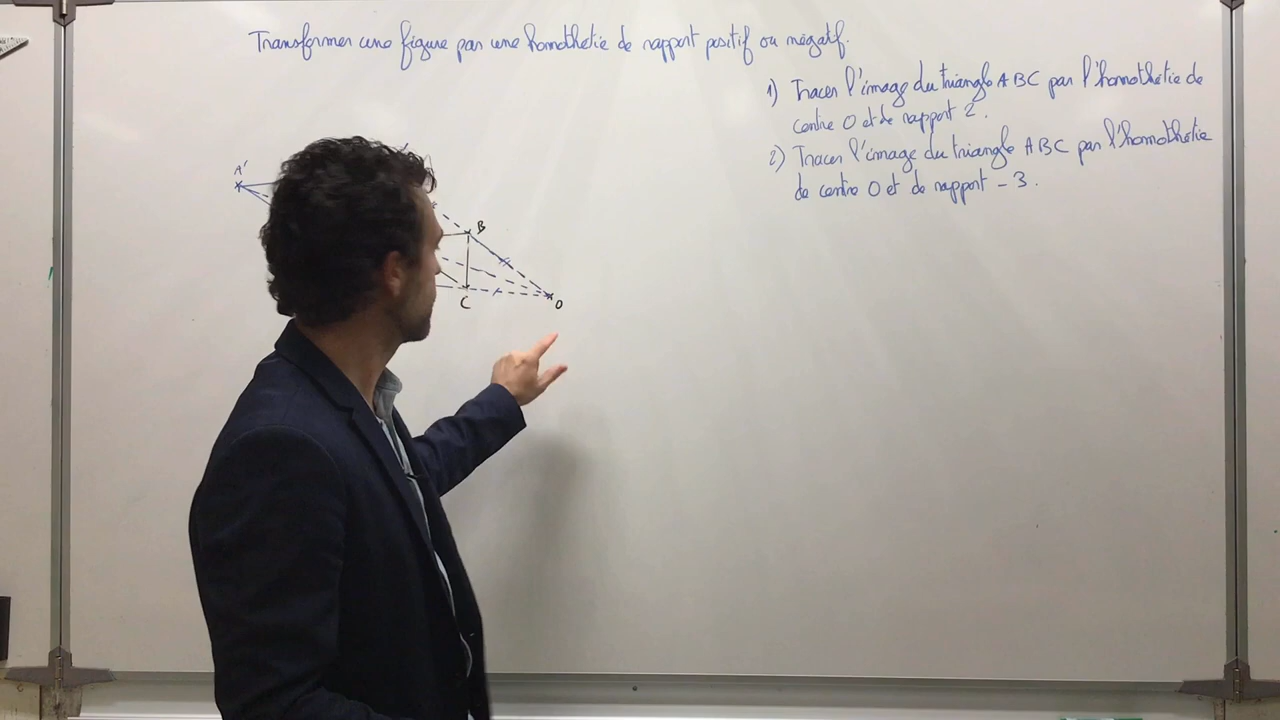 Transformer une figure par une homothétie de rapport positif ou négatif.
1) Tracer l'image du triangle ABC par l'homothétie de
centre O et de rapport 2.
2) Tracer l'image du triangle ABC par l'homothétie
de centre O et de rapport -3.
A'
B
C
O